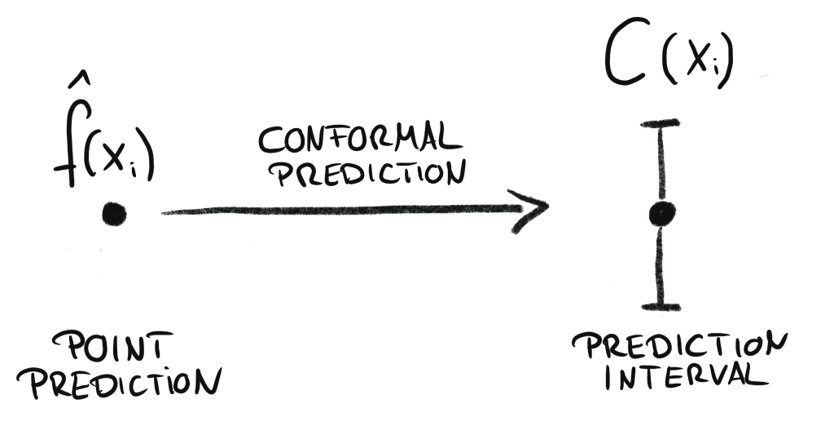 f̂(xᵢ)
CONFORMAL
PREDICTION
C(xᵢ)
POINT
PREDICTION
PREDICTION
INTERVAL